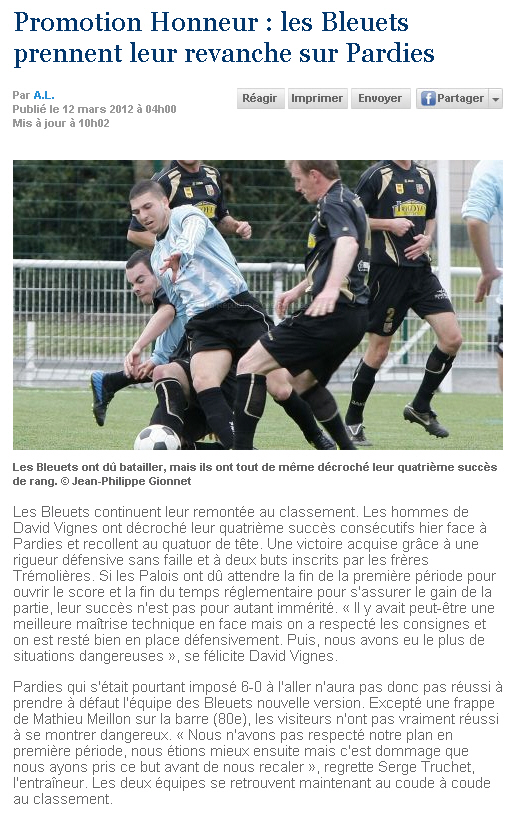 Promotion Honneur : les Bleuets
prennent leur revanche sur Pardies
Par A.L.
Publié le 12 mars 2012 à 04h00
Mis à jour à 10h02
Réagir Imprimer Envoyer Partager
Les Bleuets ont dû batailler, mais ils ont tout de même décroché leur quatrième succès
de rang. © Jean-Philippe Gionnet
Les Bleuets continuent leur remontée au classement. Les hommes de
David Vignes ont décroché leur quatrième succès consécutifs hier face à
Pardies et recollent au quatuor de tête. Une victoire acquise grâce à une
rigueur défensive sans faille et à deux buts inscrits par les frères
Trémolières. Si les Palois ont dû attendre la fin de la première période pour
ouvrir le score et la fin du temps réglementaire pour s'assurer le gain de la
partie, leur succès n'est pas pour autant immérité. « Il y avait peut-être une
meilleure maîtrise technique en face mais on a respecté les consignes et
on est resté bien en place défensivement. Puis, nous avons eu le plus de
situations dangereuses », se félicite David Vignes.
Pardies qui s'était pourtant imposé 6-0 à l'aller n'aura pas donc pas réussi à
prendre à défaut l'équipe des Bleuets nouvelle version. Excepté une frappe
de Mathieu Meillon sur la barre (80e), les visiteurs n'ont pas vraiment réussi
à se montrer dangereux. « Nous n'avons pas respecté notre plan en
première période, nous étions mieux ensuite mais c'est dommage que
nous ayons pris ce but avant de nous recaler », regrette Serge Truchet,
l'entraîneur. Les deux équipes se retrouvent maintenant au coude à coude
au classement.